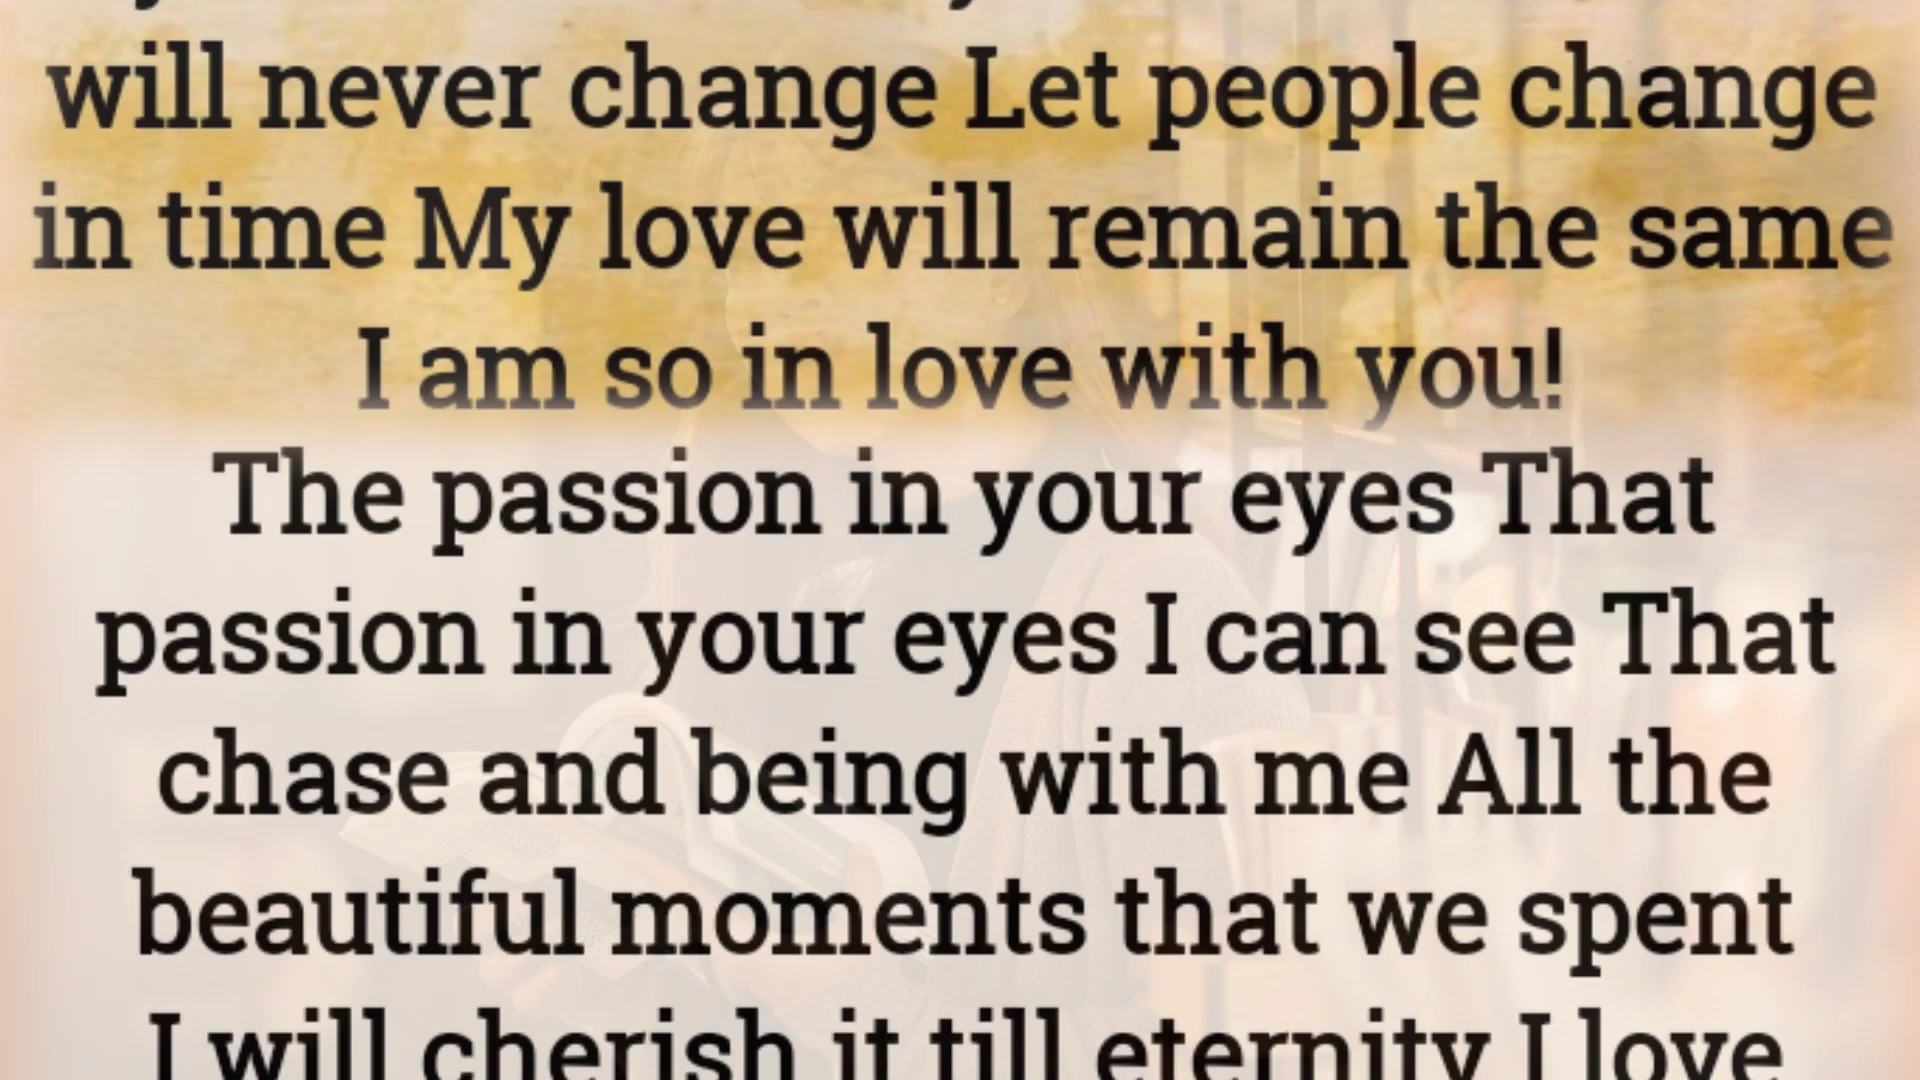 will never change Let people change
in time My love will remain the same
I am so in love with you!
The passion in your eyes That
passion in your eyes I can see That
chase and being with me All the
beautiful moments that we spent
I will cherish it till eternity I love